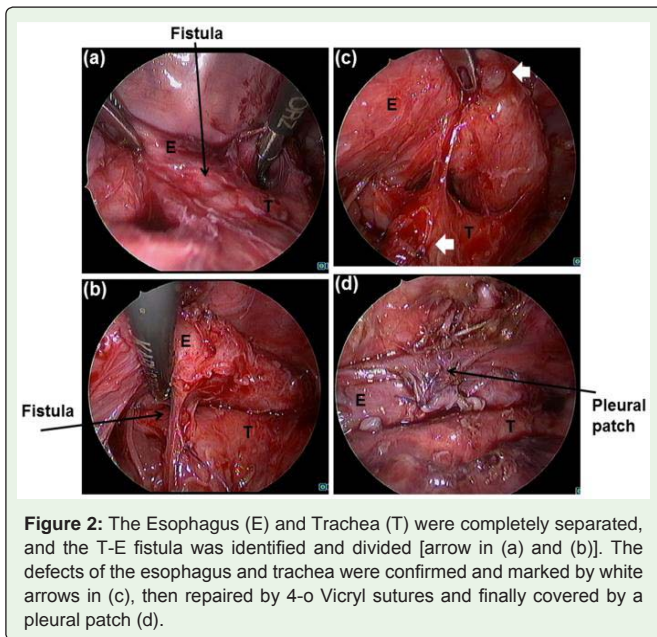 Fistula
(a)
E
T
(c)
E
T
(b)
E
Fistula
T
(d)
E
T
Pleural
patch
Figure 2: The Esophagus (E) and Trachea (T) were completely separated,
and the T-E fistula was identified and divided [arrow in (a) and (b)]. The
defects of the esophagus and trachea were confirmed and marked by white
arrows in (c), then repaired by 4-o Vicryl sutures and finally covered by a
pleural patch (d).